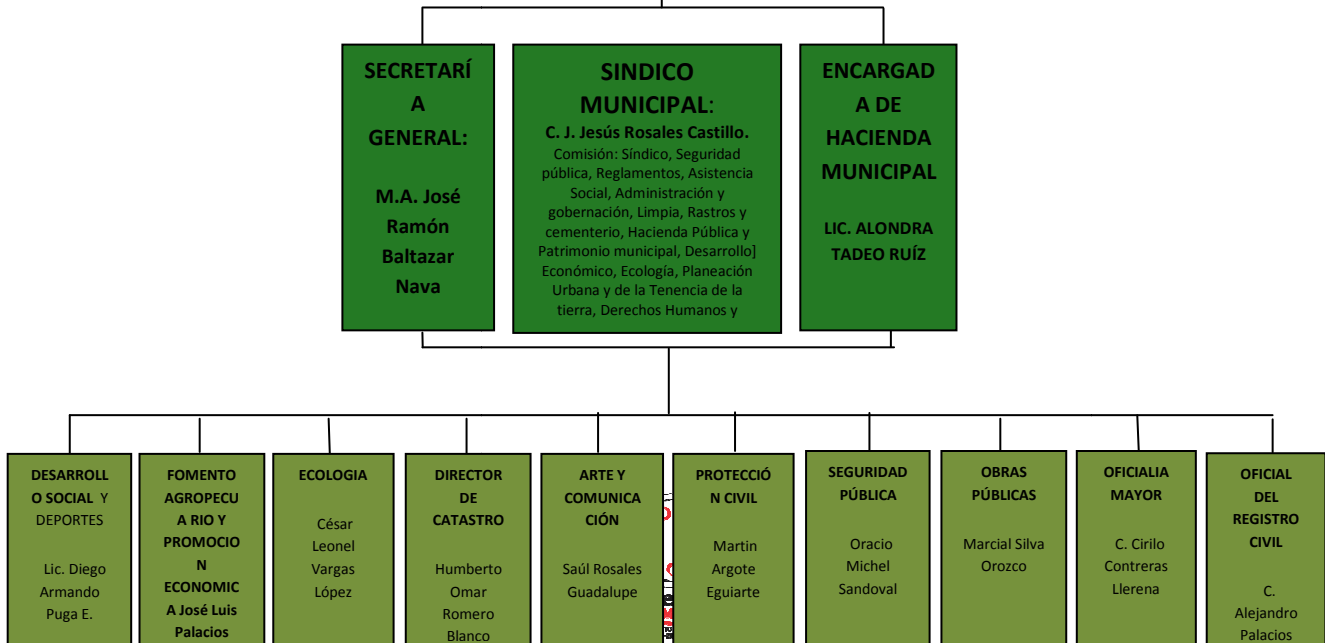 SECRETARÍ
A
GENERAL:
M.A. José
Ramón
Baltazar
Nava
SINDICO
MUNICIPAL:
C. J. Jesús Rosales Castillo.
Comisión: Síndico, Seguridad
pública, Reglamentos, Asistencia
Social, Administración y
gobernación, Limpia, Rastros y
cementerio, Hacienda Pública y
Patrimonio municipal, Desarrollo]
Económico, Ecología, Planeación
Urbana y de la Tenencia de la
tierra, Derechos Humanos y
ENCARGAD
A DE
HACIENDA
MUNICIPAL
LIC. ALONDRA
TADEO RUÍZ
DESARROLL
O SOCIAL Y
DEPORTES
Lic. Diego
Armando
Puga E.
FOMENTO
AGROPECU
A RIO Y
PROMOCIO
N
ECONOMIC
A José Luis
Palacios
ECOLOGIA
César
Leonel
Vargas
López
DIRECTOR
DE
CATASTRO
Humberto
Omar
Romero
Blanco
ARTE Y
COMUNICA
CIÓN
Saúl Rosales
Guadalupe
PROTECCIÓ
N CIVIL
Martin
Argote
Eguiarte
SEGURIDAD
PÚBLICA
Oracio
Michel
Sandoval
OBRAS
PÚBLICAS
Marcial Silva
Orozco
OFICIALIA
MAYOR
C. Cirilo
Contreras
Llerena
OFICIAL
DEL
REGISTRO
CIVIL
C.
Alejandro
Palacios